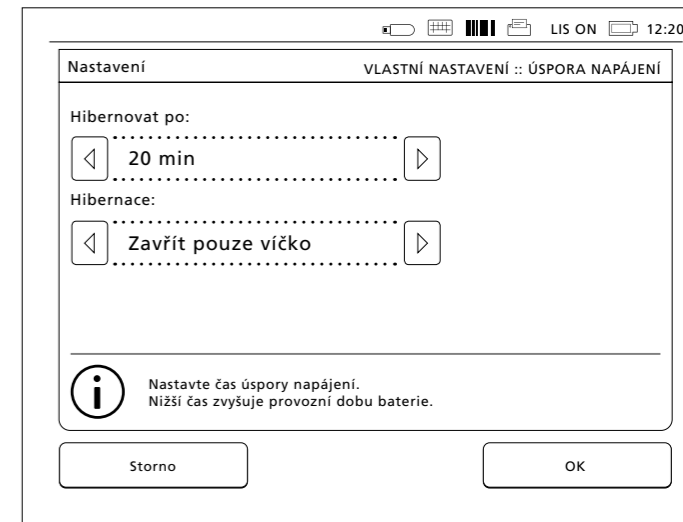 LIS ON 12:20
Nastavení VLASTNÍ NASTAVENÍ :: ÚSPORA NAPÁJENÍ
Hibernovat po:
20 min
Hibernace:
Zavřít pouze víčko
Nastavte čas úspory napájení.
Nižší čas zvyšuje provozní dobu baterie.
Storno OK